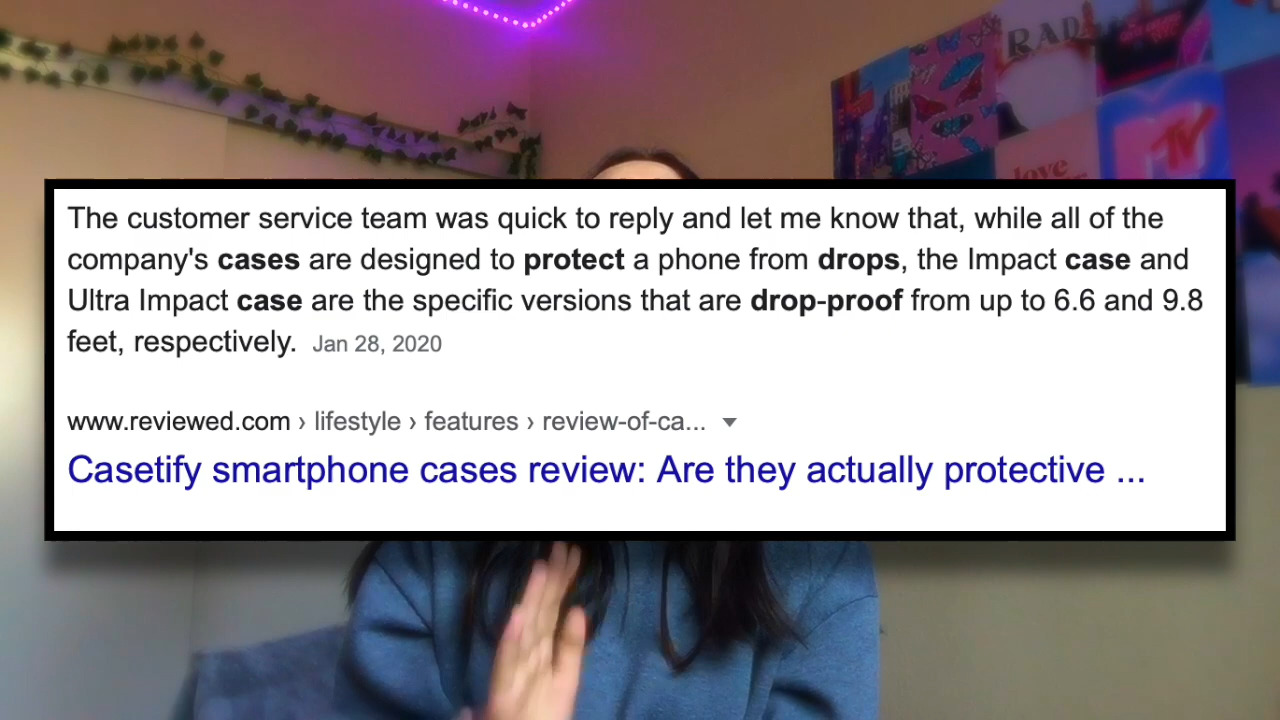 RAD
MTV
love
The customer service team was quick to reply and let me know that, while all of the
company's cases are designed to protect a phone from drops, the Impact case and
Ultra Impact case are the specific versions that are drop-proof from up to 6.6 and 9.8
feet, respectively. Jan 28, 2020
www.reviewed.com › lifestyle › features › review-of-ca...
Casetify smartphone cases review: Are they actually protective ...